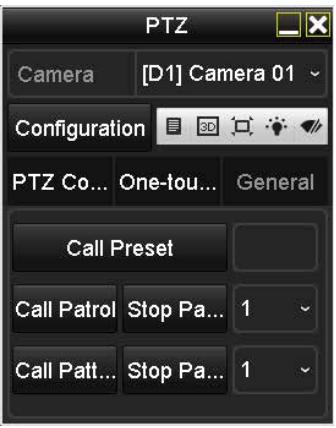 PTZ
Camera [D1] Camera 01
Configuration 3D
PTZ Co... One-tou... General
Call Preset
Call Patrol Stop Pa... 1
Call Patt... Stop Pa... 1